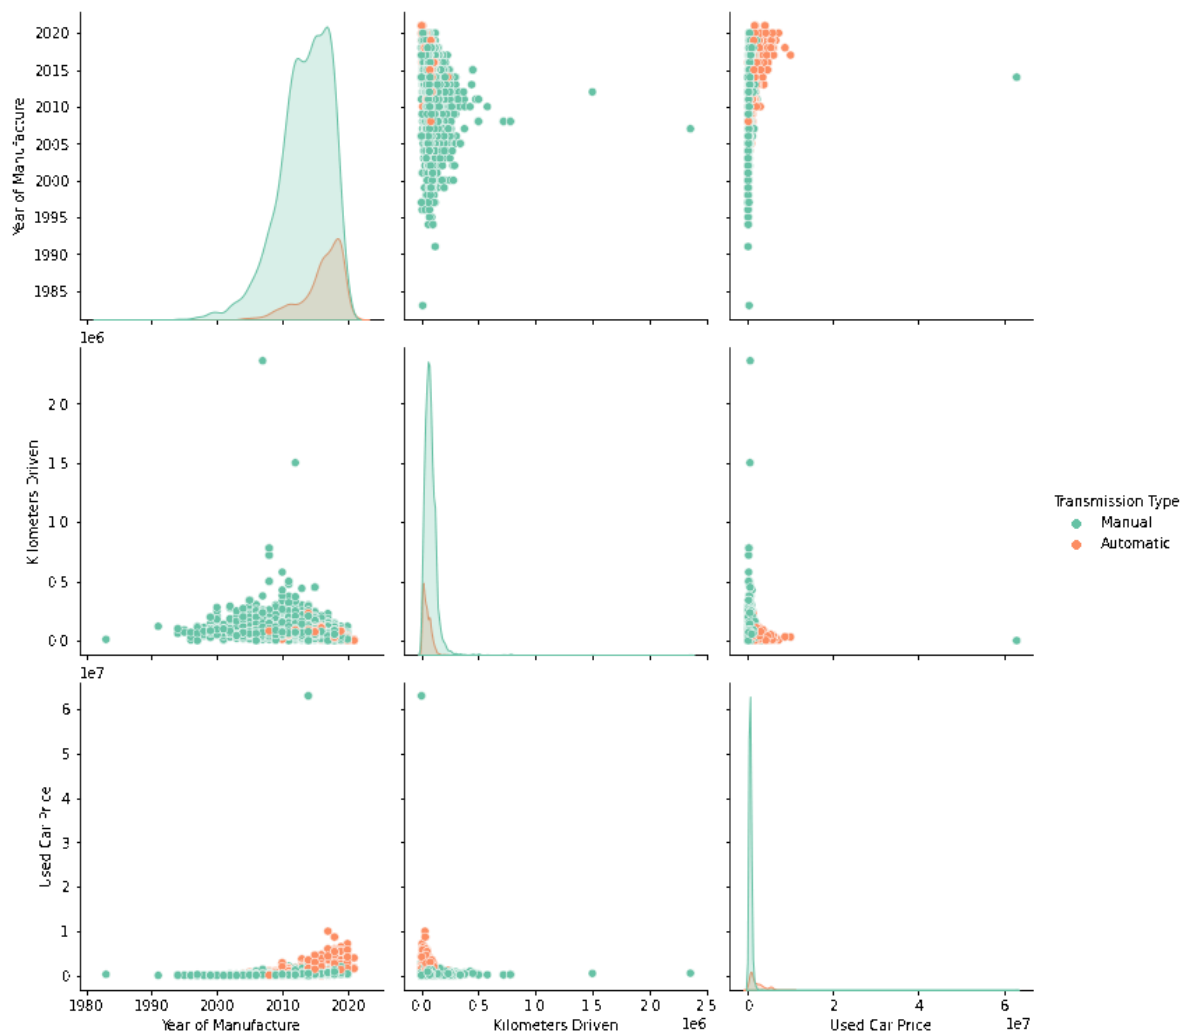 2020
2015
2010
2005
2000
1995
1990
1985
Year of Manufacture
1e6
2 0
1 5
1 0
0 5
0 0
Kilometers Driven
Transmission Type
Manual
Automatic
1e7
6
5
4
3
2
1
0
Used Car Price
1980 1990 2000 2010 2020
Year of Manufacture
0 0 0 5 1 0 1 5 2 0 2 5
1e6
Kilometers Driven
0 2 4 6
1e7
Used Car Price